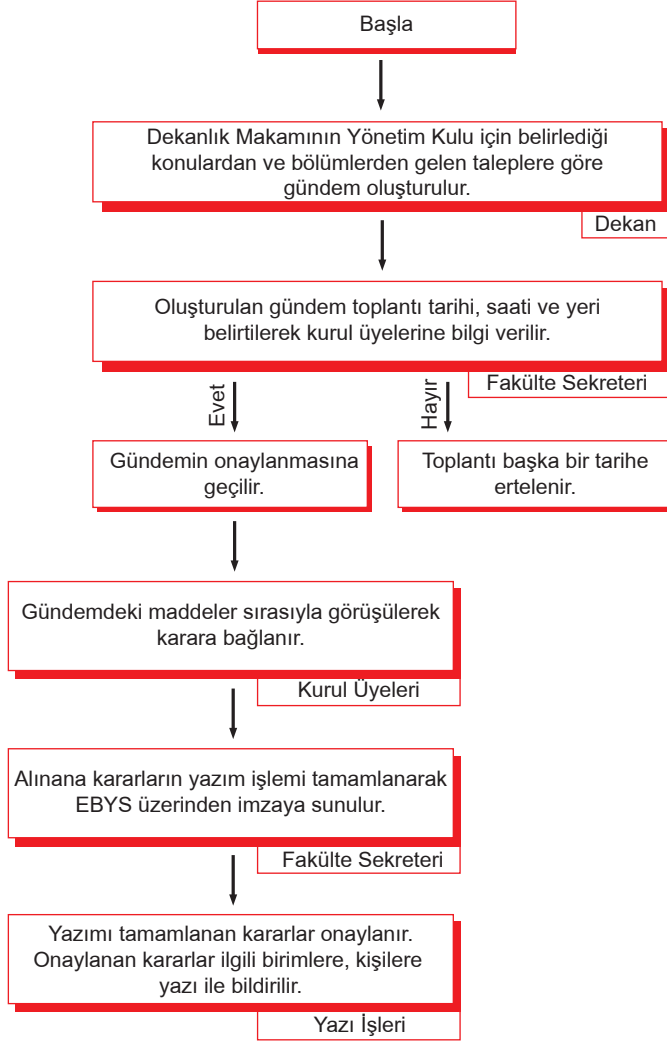 Başla
Dekanlık Makamının Yönetim Kulu için belirlediği
konulardan ve bölümlerden gelen taleplere göre
gündem oluşturulur.
Dekan
Oluşturulan gündem toplantı tarihi, saati ve yeri
belirtilerek kurul üyelerine bilgi verilir.
Fakülte Sekreteri
Evet
Hayır
Gündemin onaylanmasına
geçilir.
Toplantı başka bir tarihe
ertelenir.
Gündemdeki maddeler sırasıyla görüşülerek
karara bağlanır.
Kurul Üyeleri
Alınana kararların yazım işlemi tamamlanarak
EBYS üzerinden imzaya sunulur.
Fakülte Sekreteri
Yazımı tamamlanan kararlar onaylanır.
Onaylanan kararlar ilgili birimlere, kişilere
yazı ile bildirilir.
Yazı İşleri